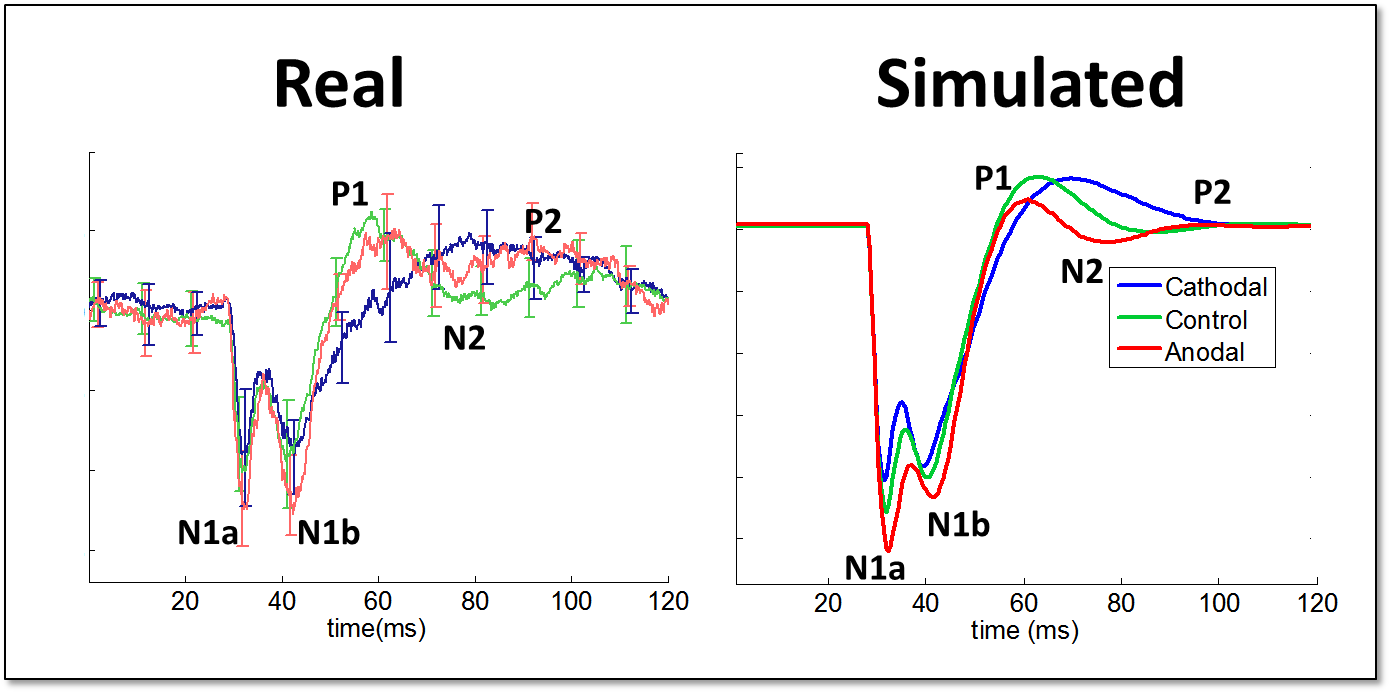 Real
P1
P2
N2
N1a
N1b
20
40
60
80
100
120
time(ms)
Simulated
P1
P2
N2
Cathodal
Control
Anodal
N1b
N1a
20
40
60
80
100
120
time (ms)